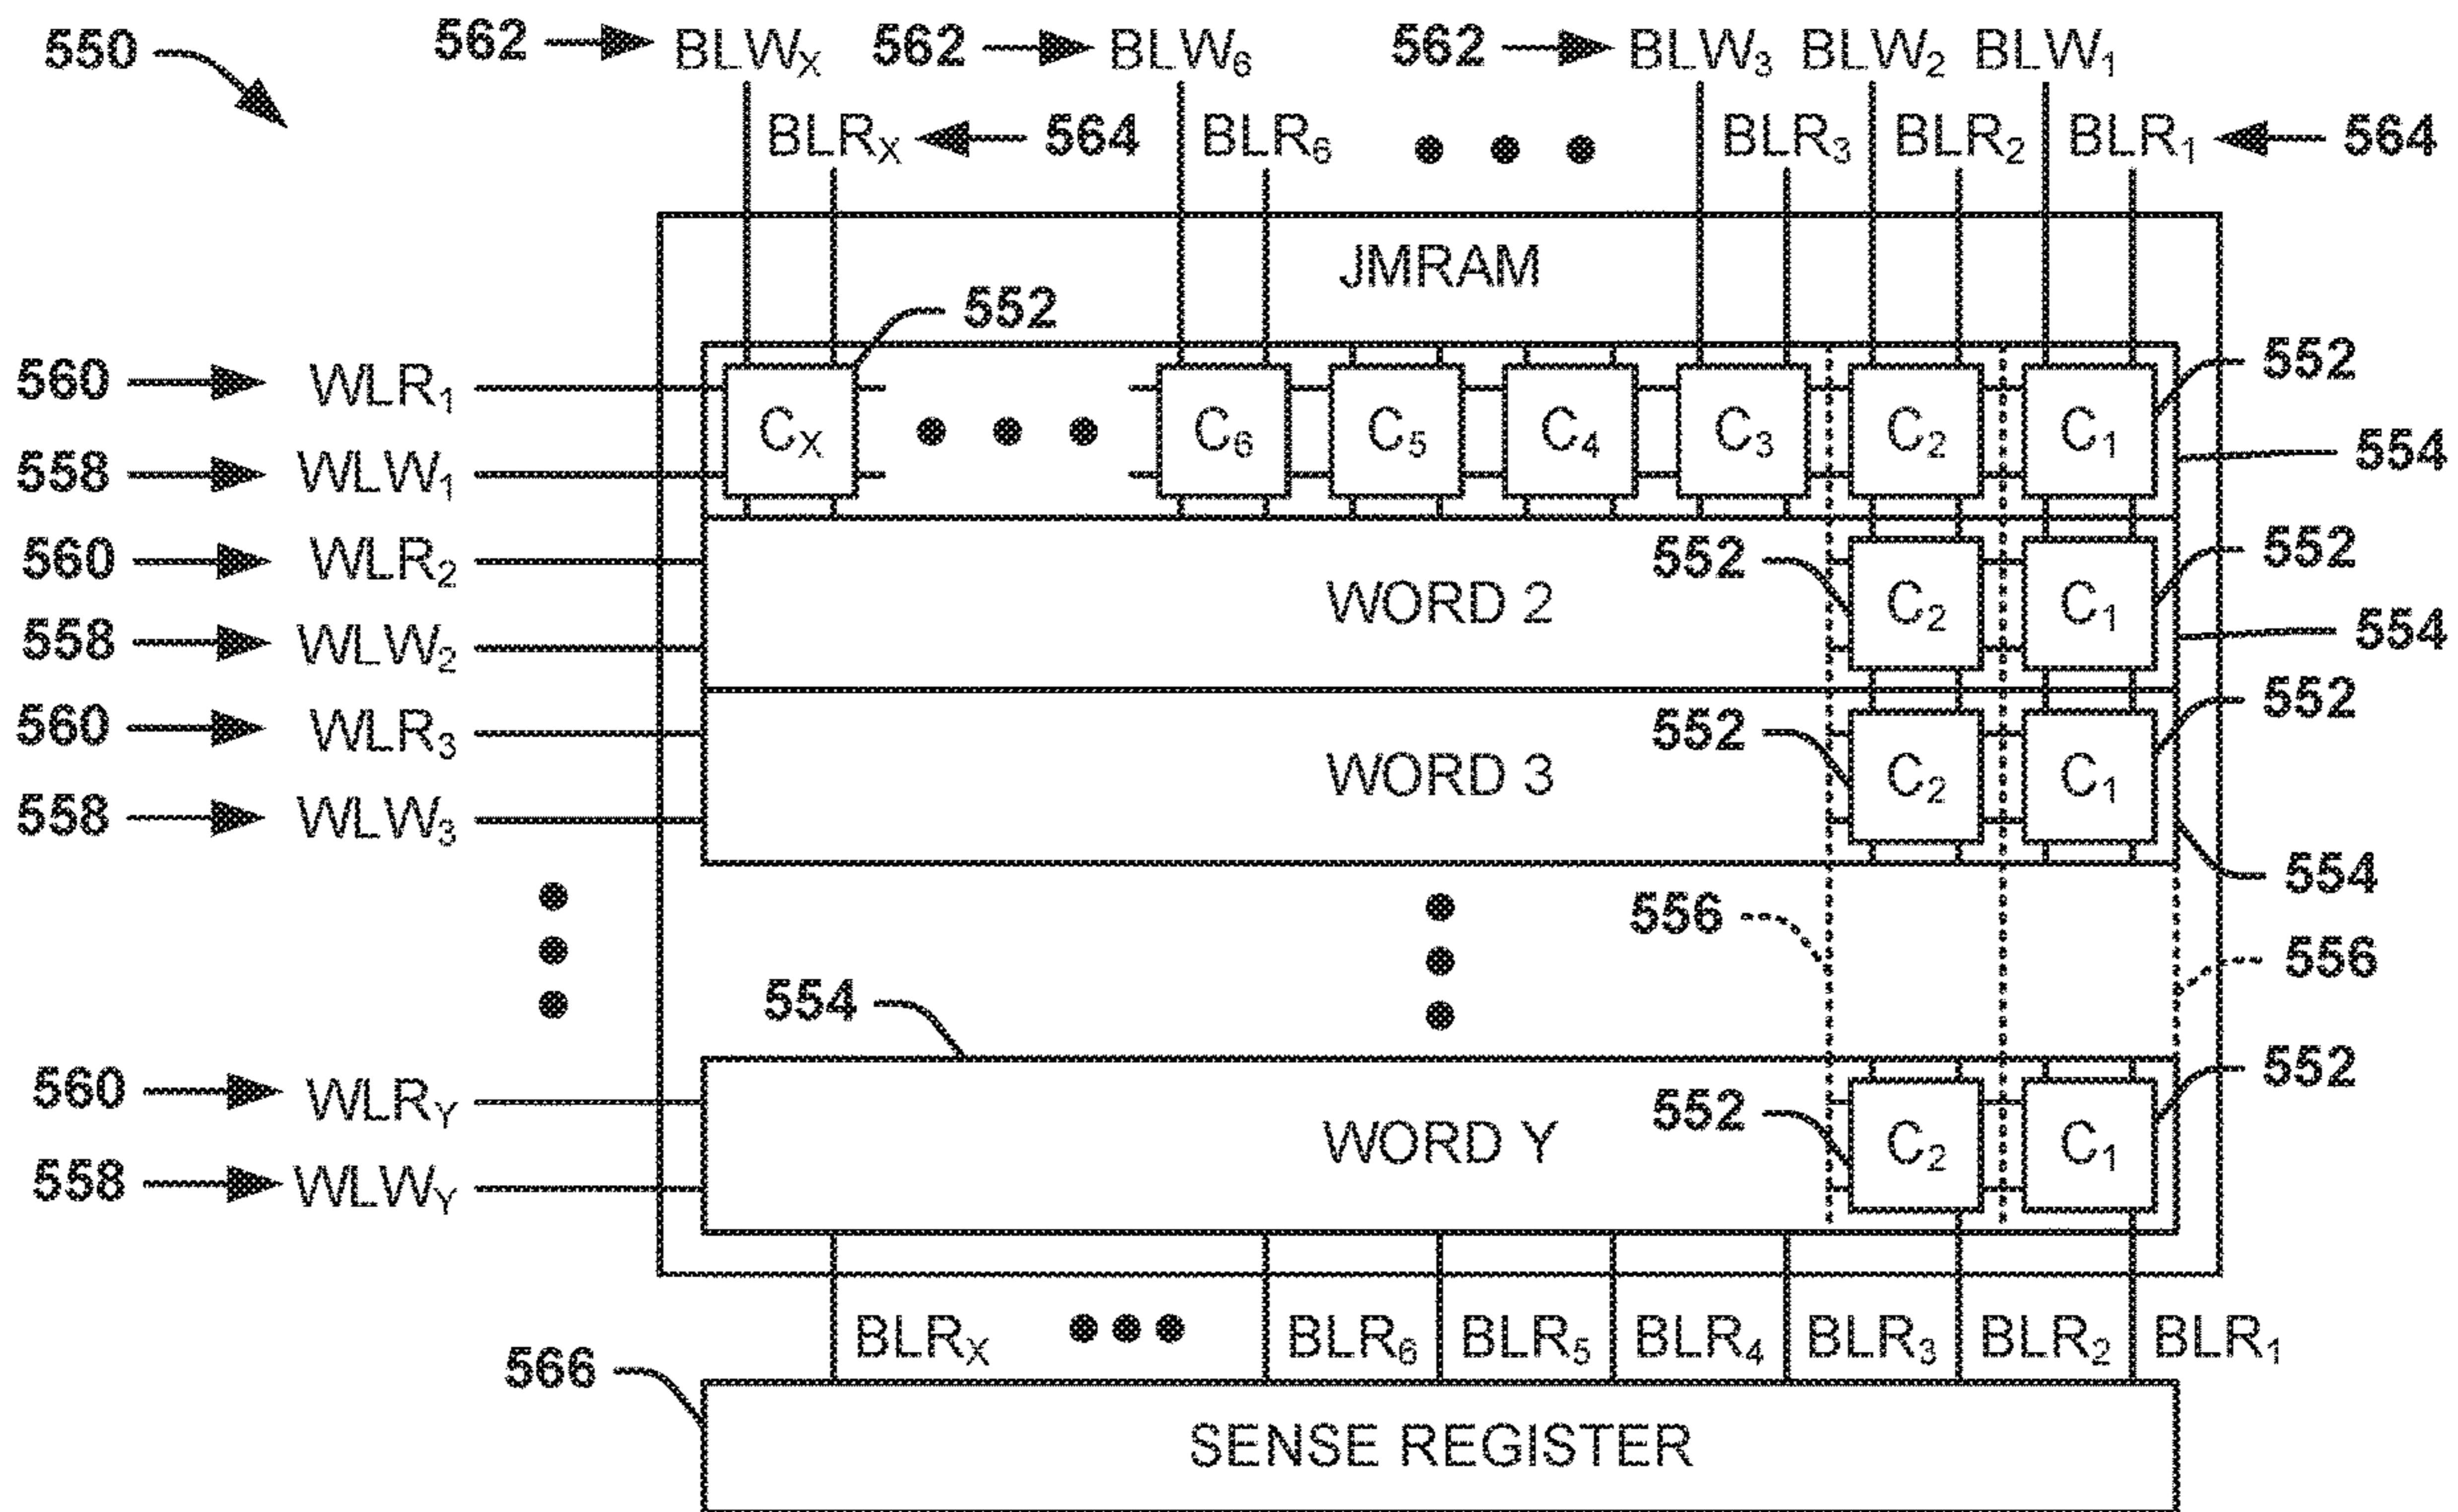 550 562 BLWX 562 BLW6 562 BLW3 BLW2 BLW1
BLRX 564 BLR6 BLR3 BLR2 BLR1 564
JMRAM
552
560 WLR1 552
CX C6 C5 C4 C3 C2 C1
558 WLW1 554
560 WLR2 552 552
WORD 2 C2 C1
558 WLW2 554
560 WLR3 552 552
WORD 3 C2 C1
558 WLW3
554
556 556
554
560 WLRY 552 552
WORD Y C2 C1
558 WLWY
BLRX BLR6 BLR5 BLR4 BLR3 BLR2 BLR1
566
SENSE REGISTER